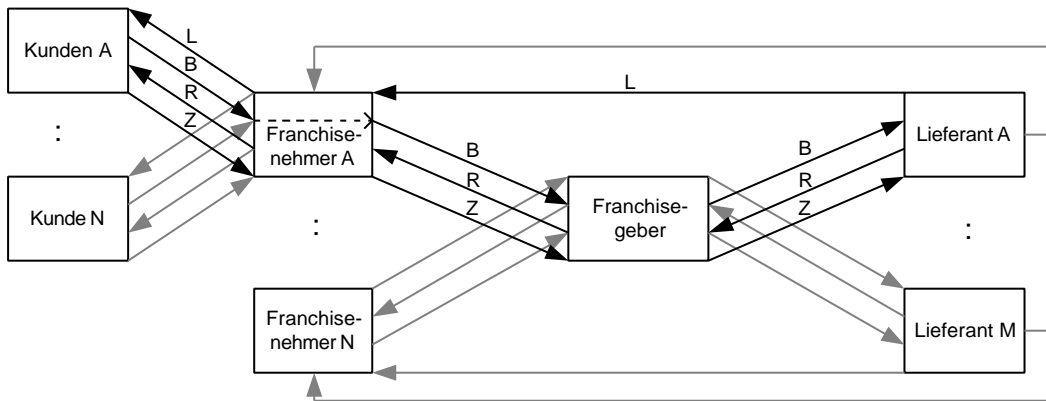 Kunden A
L
B
R
Z
:
Kunde N
Franchise-
nehmer A
:
Franchise-
nehmer N
L
B
R
Z
Franchise-
geber
B
R
Z
Lieferant A
:
Lieferant M